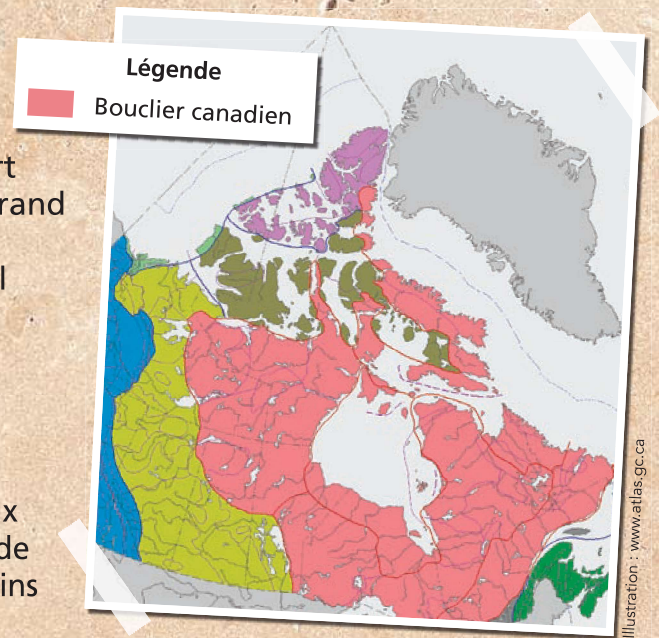 Légende
Bouclier canadien
rt
rand
l
x
de
ins
Illustration : www.atlas.gc.ca